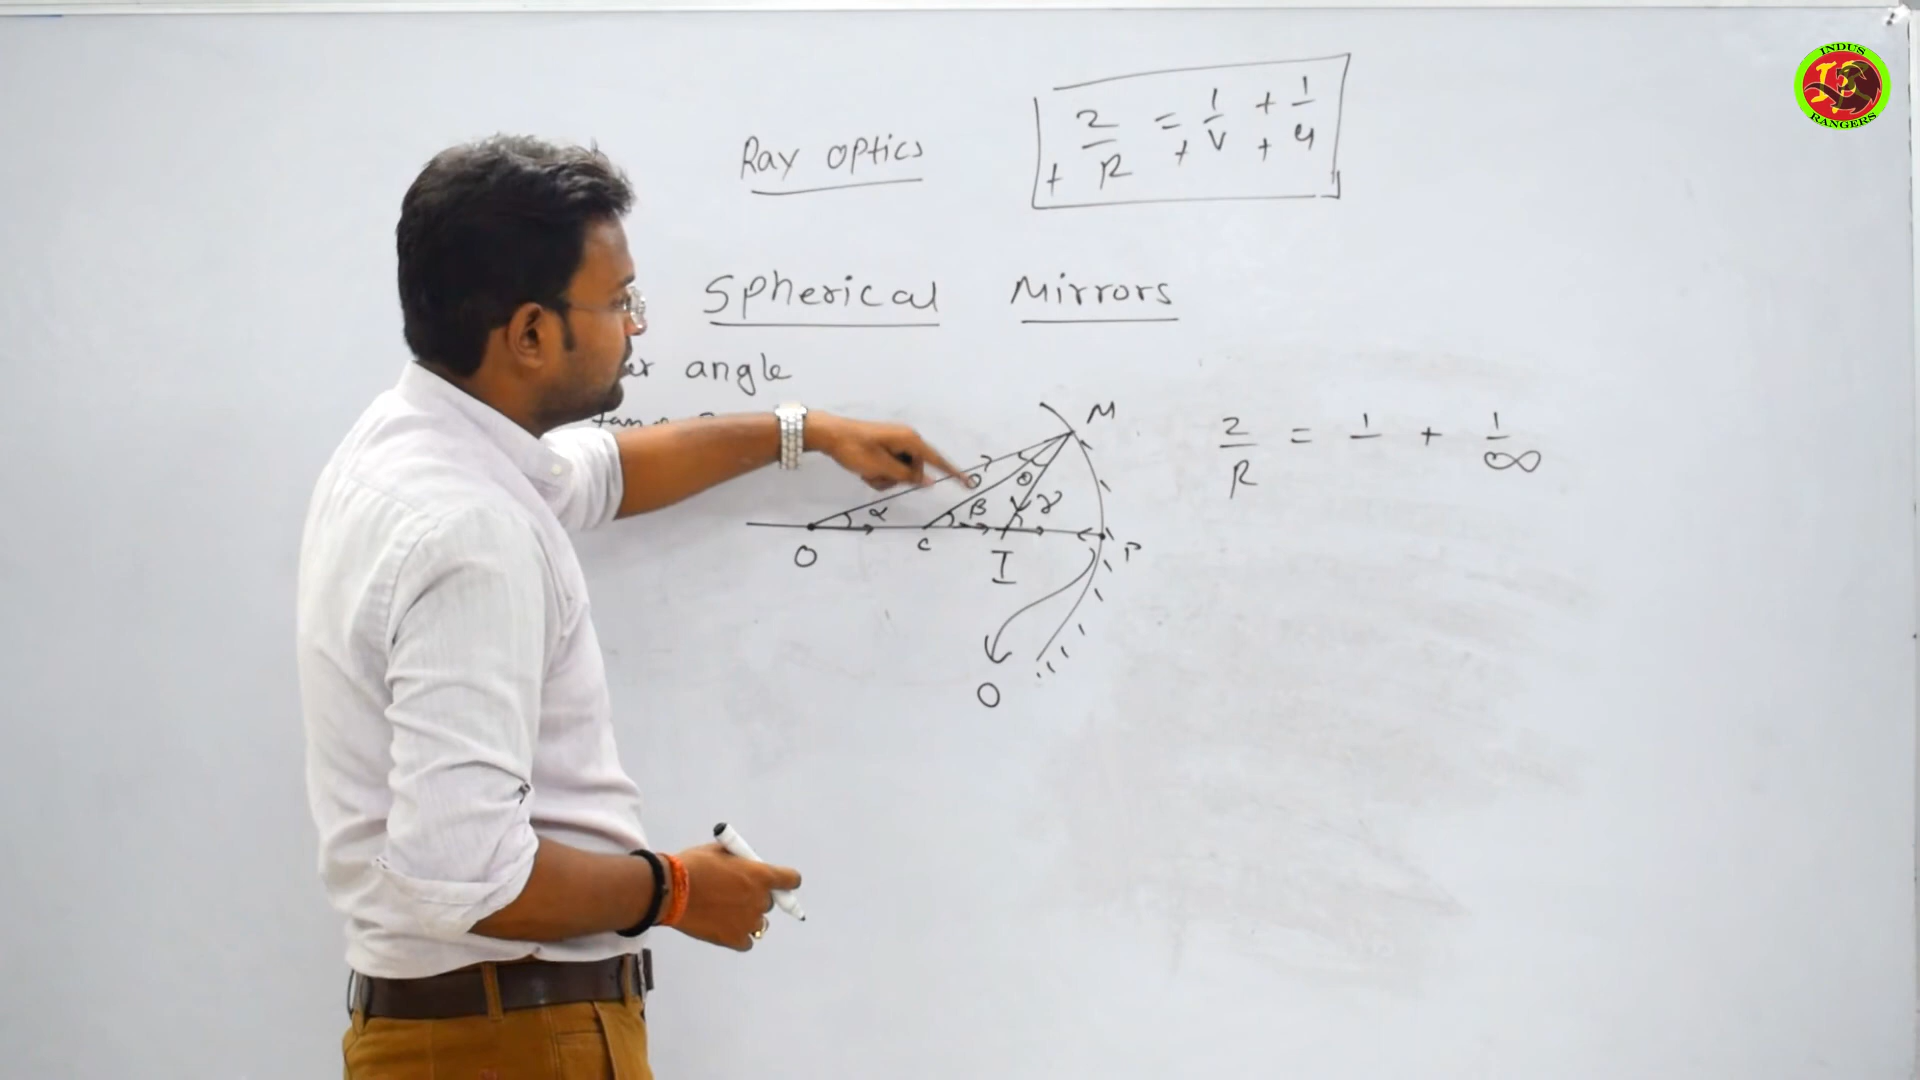 INDUS
RANGERS
Ray optics
2/R = 1/v + 1/u
+ + +
Spherical Mirrors
angle
2/R = 1/ + 1/∞
M
θ θ
α β γ
O C I P
O